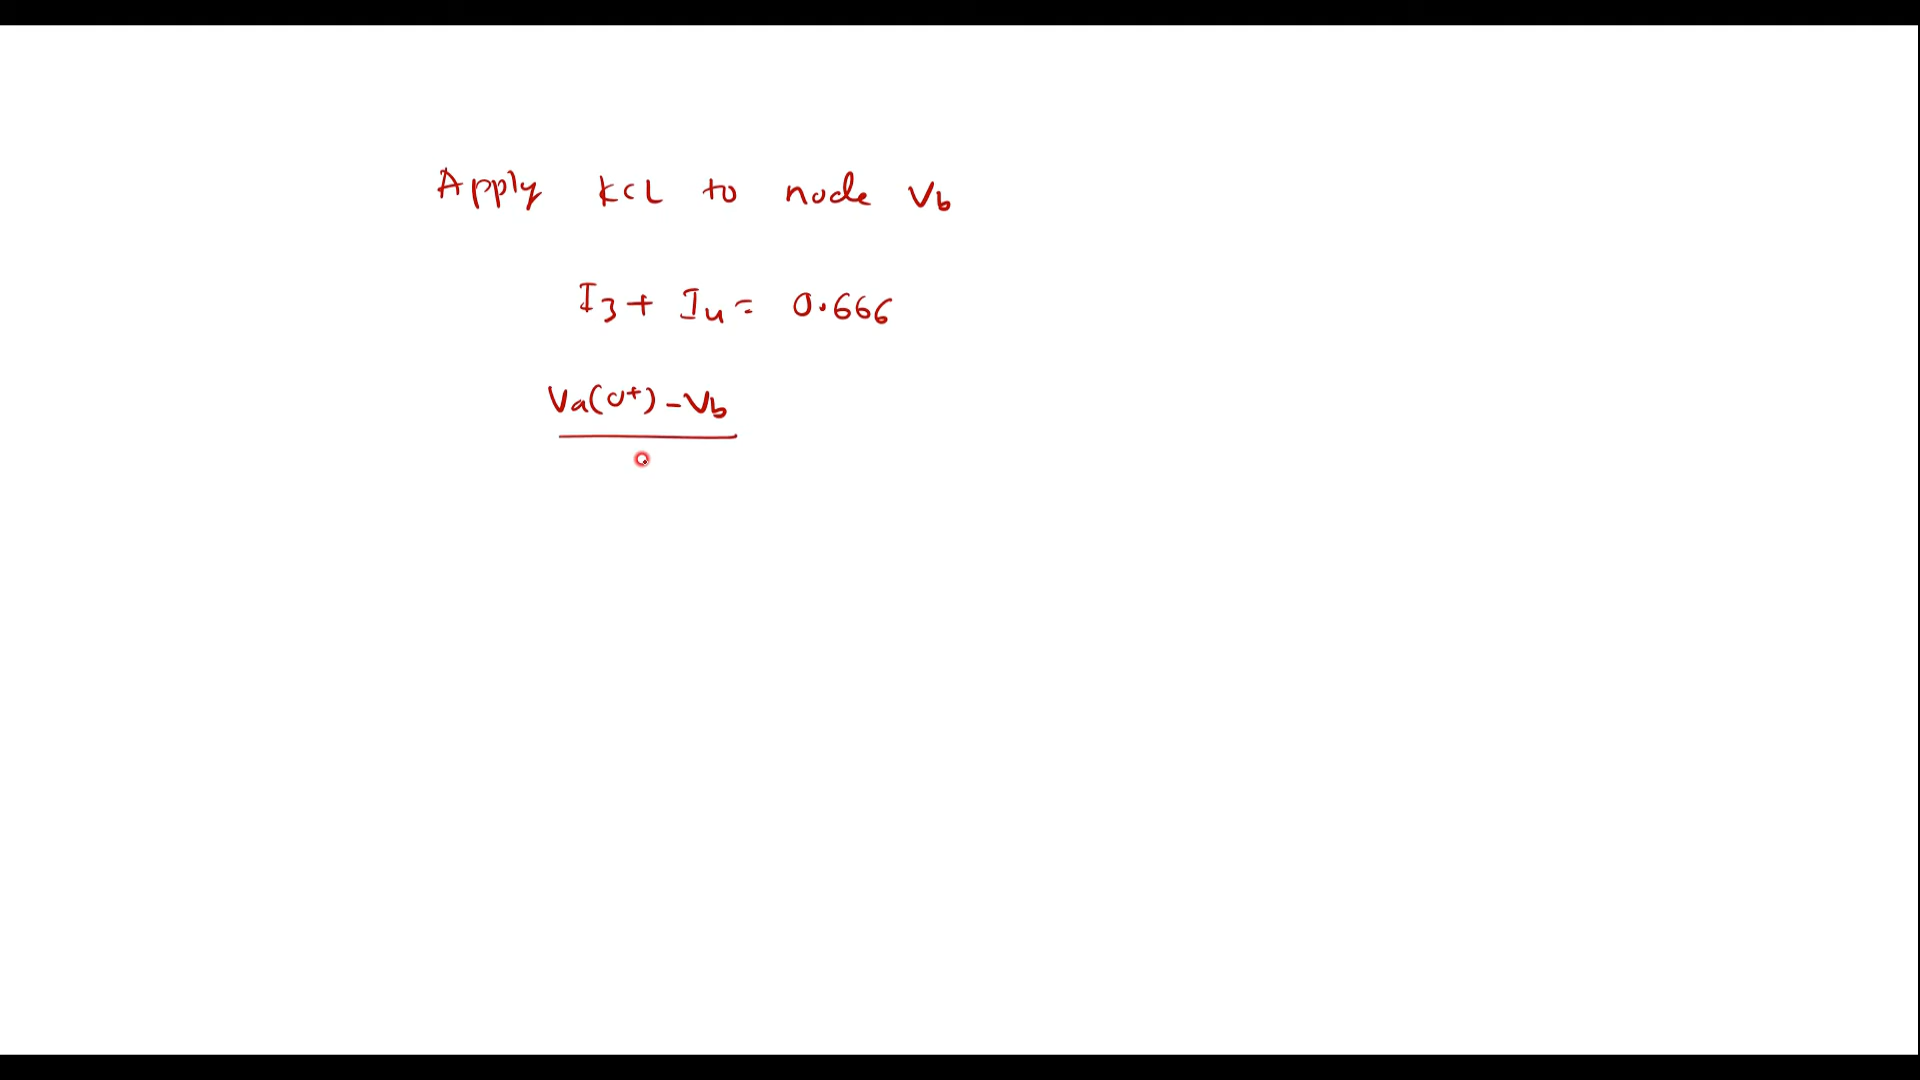 Apply KCL to node Vb
I3 + I4 = 0.666
Va(0+) - Vb